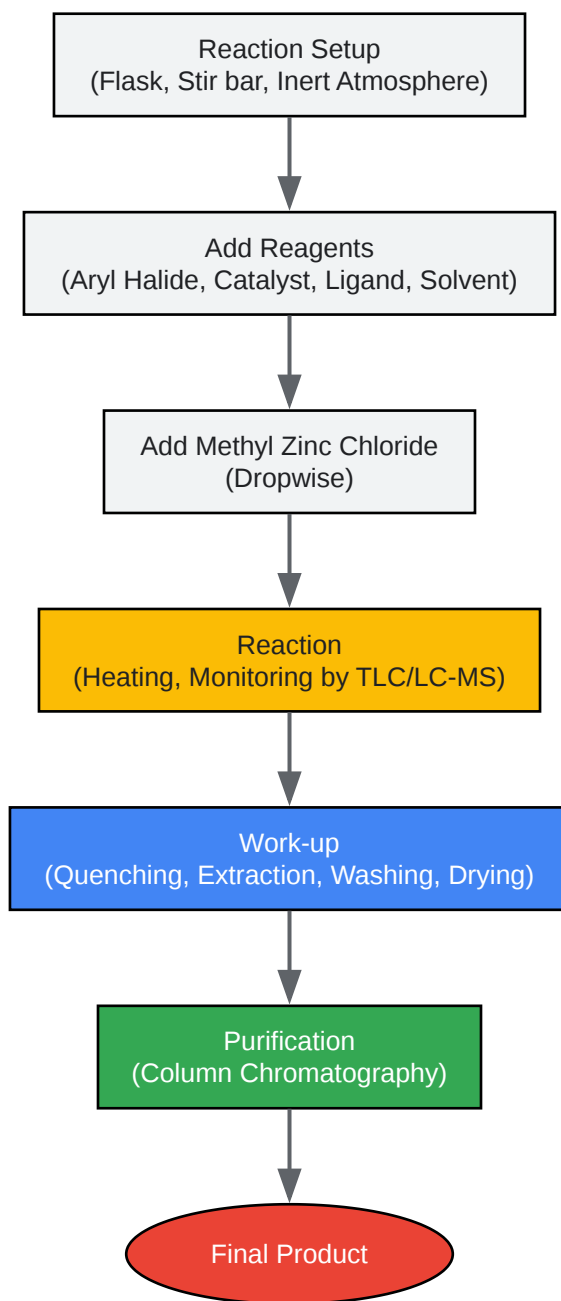 Reaction Setup
(Flask, Stir bar, Inert Atmosphere)
Add Reagents
(Aryl Halide, Catalyst, Ligand, Solvent)
Add Methyl Zinc Chloride
(Dropwise)
Reaction
(Heating, Monitoring by TLC/LC-MS)
Work-up
(Quenching, Extraction, Washing, Drying)
Purification
(Column Chromatography)
Final Product